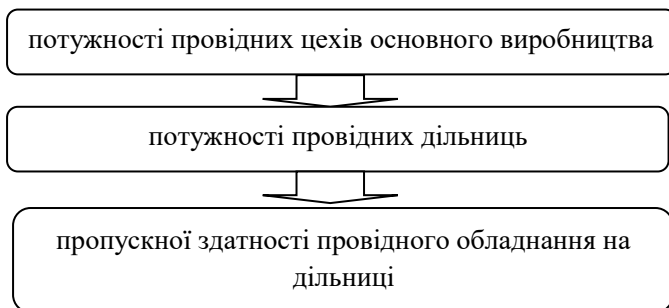 потужності провідних цехів основного виробництва
потужності провідних дільниць
пропускної здатності провідного обладнання на
дільниці